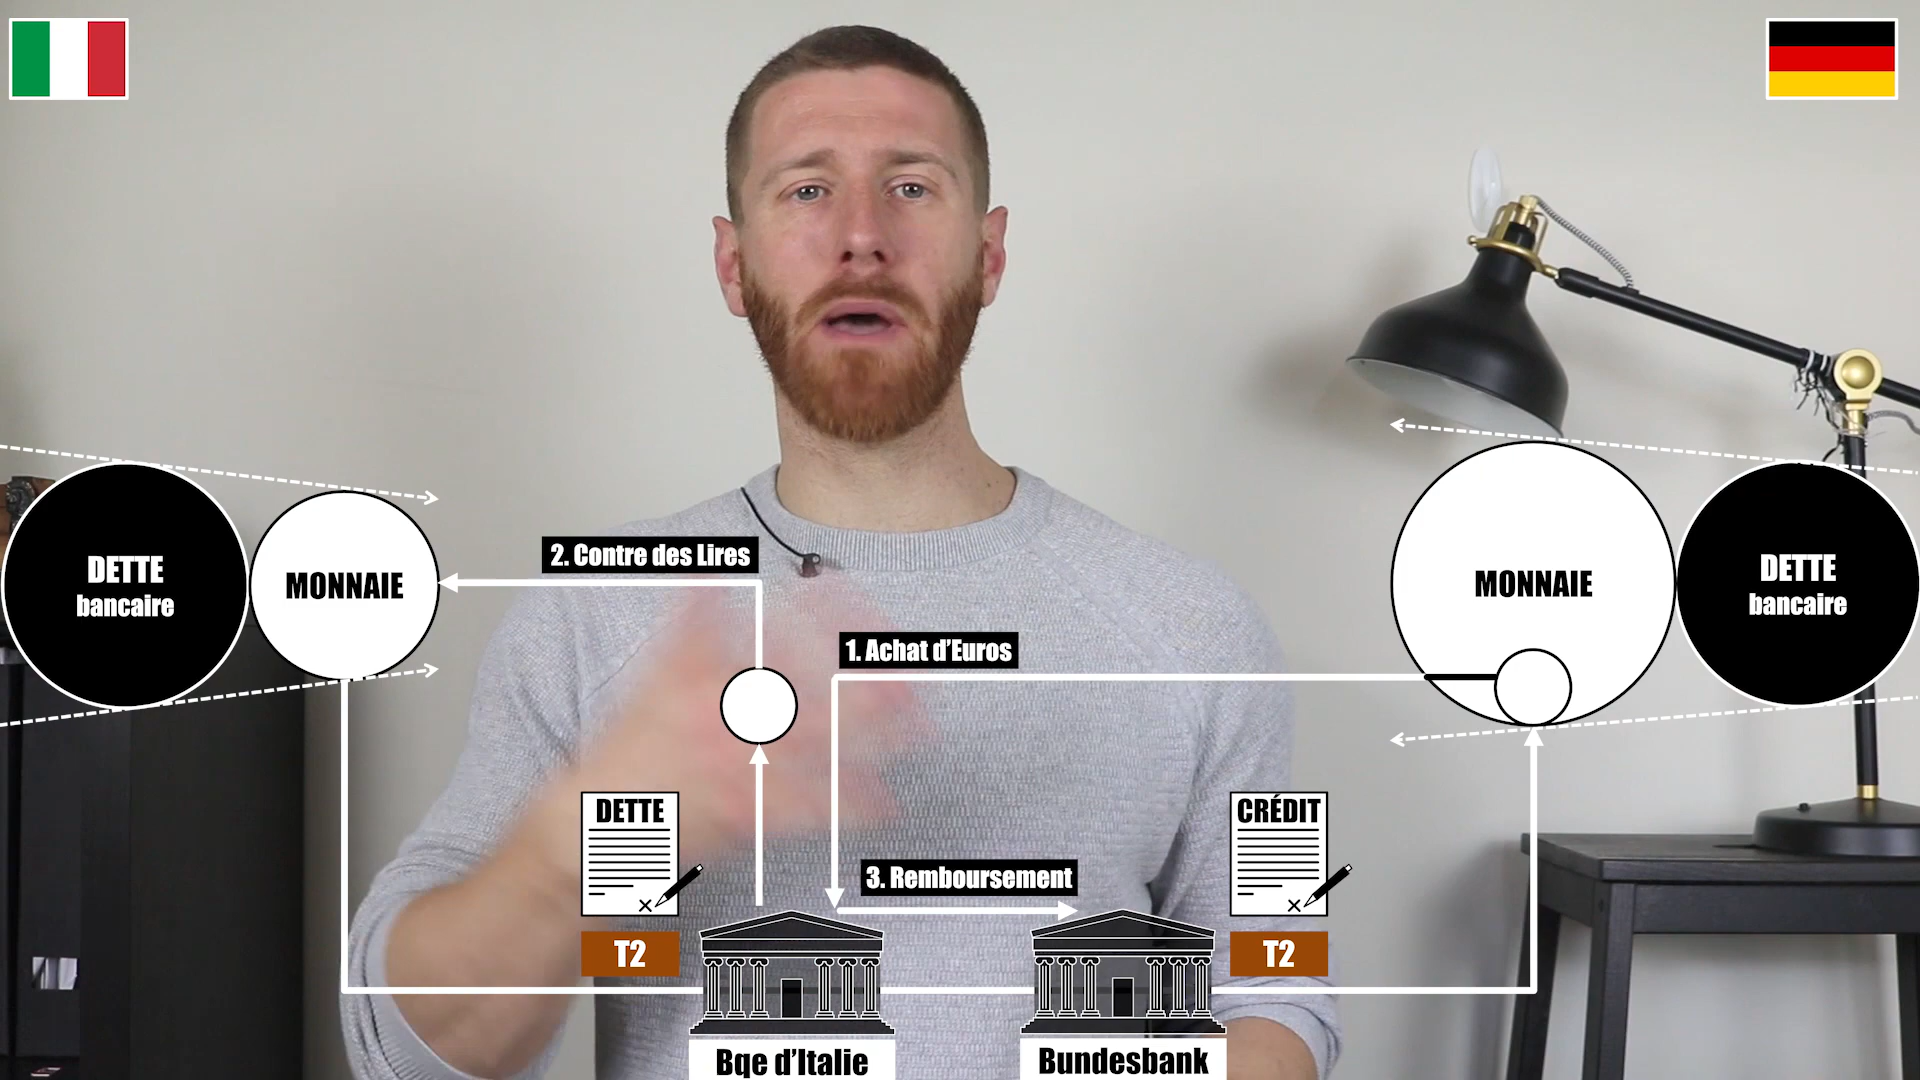 2. Contre des Lires
DETTE
bancaire
MONNAIE
1. Achat d’Euros
MONNAIE
DETTE
bancaire
DETTE
CRÉDIT
3. Remboursement
T2
T2
Bqe d’Italie
Bundesbank